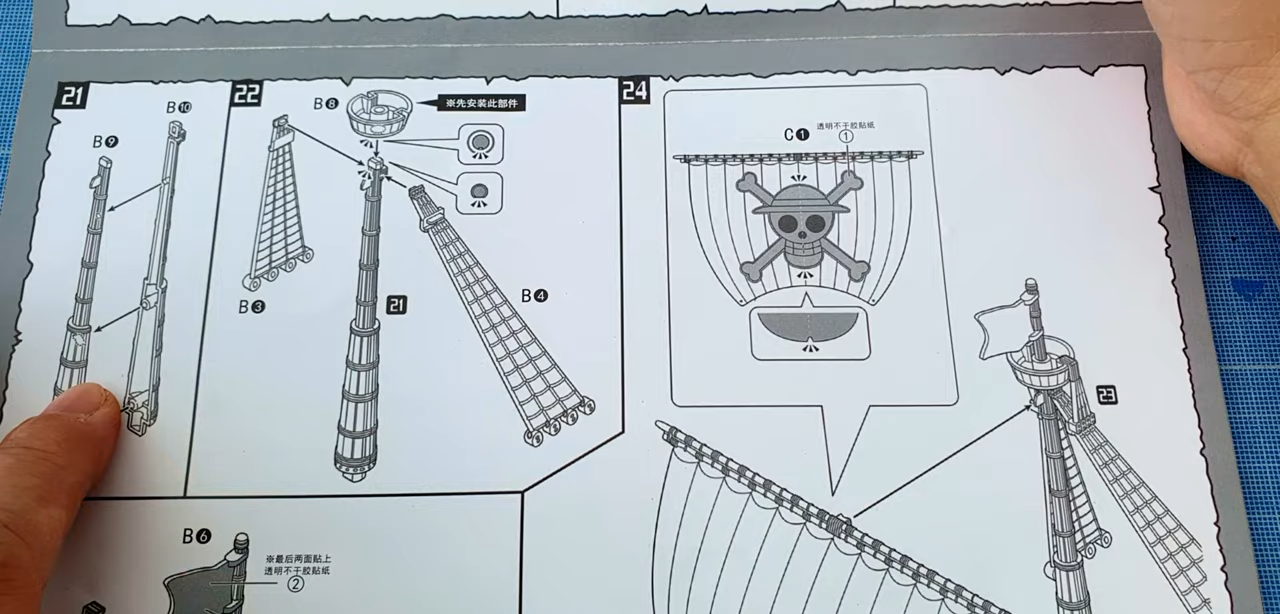 21
B10
B9
22
B8
※先安装此部件
B3
21
B4
24
C1
透明不干胶贴纸
1
23
B6
※最后两面贴上
透明不干胶贴纸
2